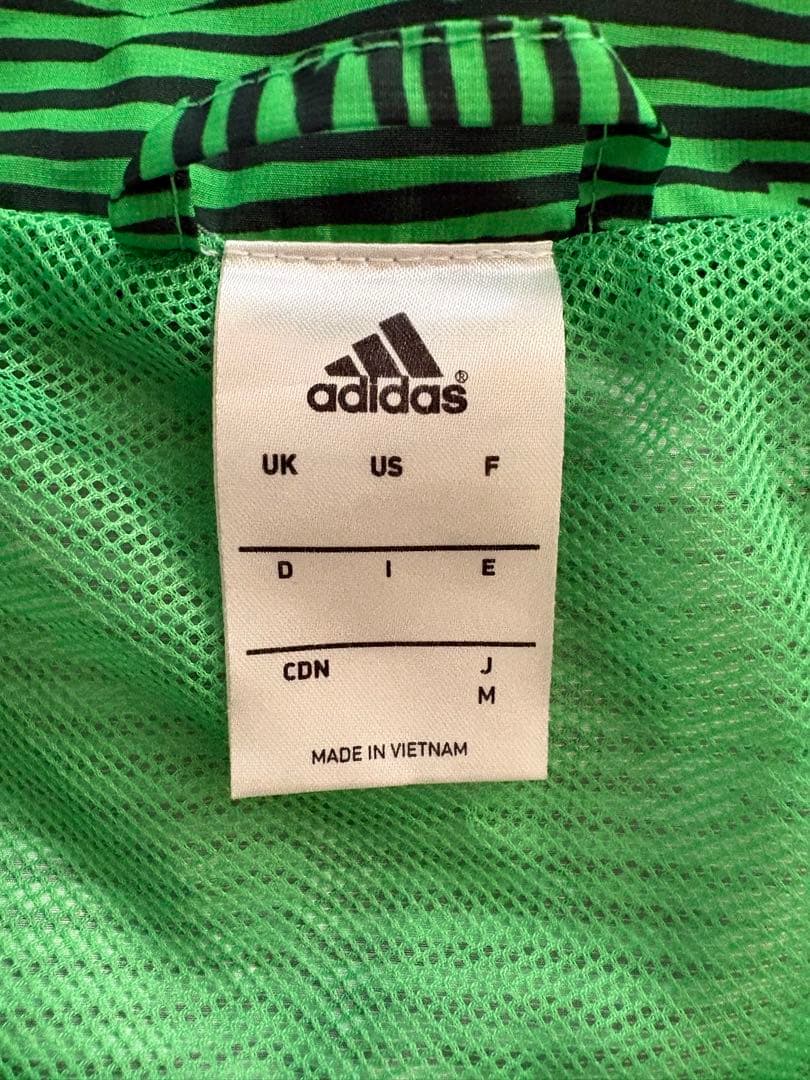 adidas®
UK US F
D I E
CDN J
M
MADE IN VIETNAM